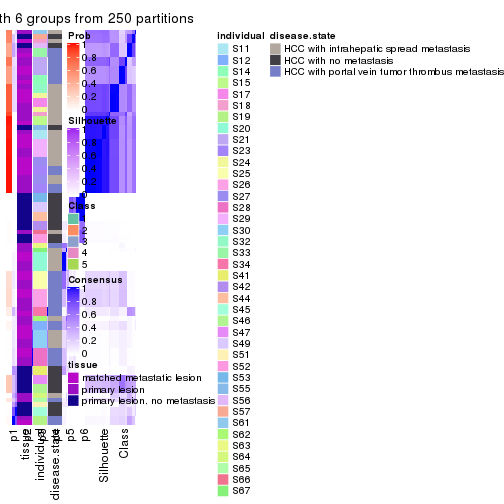 th 6 groups from 250 partitions
Prob
1
0.8
0.6
0.4
0.2
0
Silhouette
1
0.8
0.6
0.4
0.2
0
Class
1
2
3
4
5
Consensus
1
0.8
0.6
0.4
0.2
0
tissue
matched metastatic lesion
primary lesion
primary lesion. no metastasis
individual
S11
S12
S14
S15
S17
S18
S19
S20
S21
S23
S24
S25
S26
S27
S28
S29
S30
S32
S33
S34
S41
S42
S44
S45
S46
S47
S49
S51
S52
S53
S55
S56
S57
S61
S62
S63
S64
S65
S66
S67
disease.state
HCC with intrahepatic spread metastasis
HCC with no metastasis
HCC with portal vein tumor thrombus metastasis
p1
tissue
individual
disease.state
p5
p6
Silhouette
Class